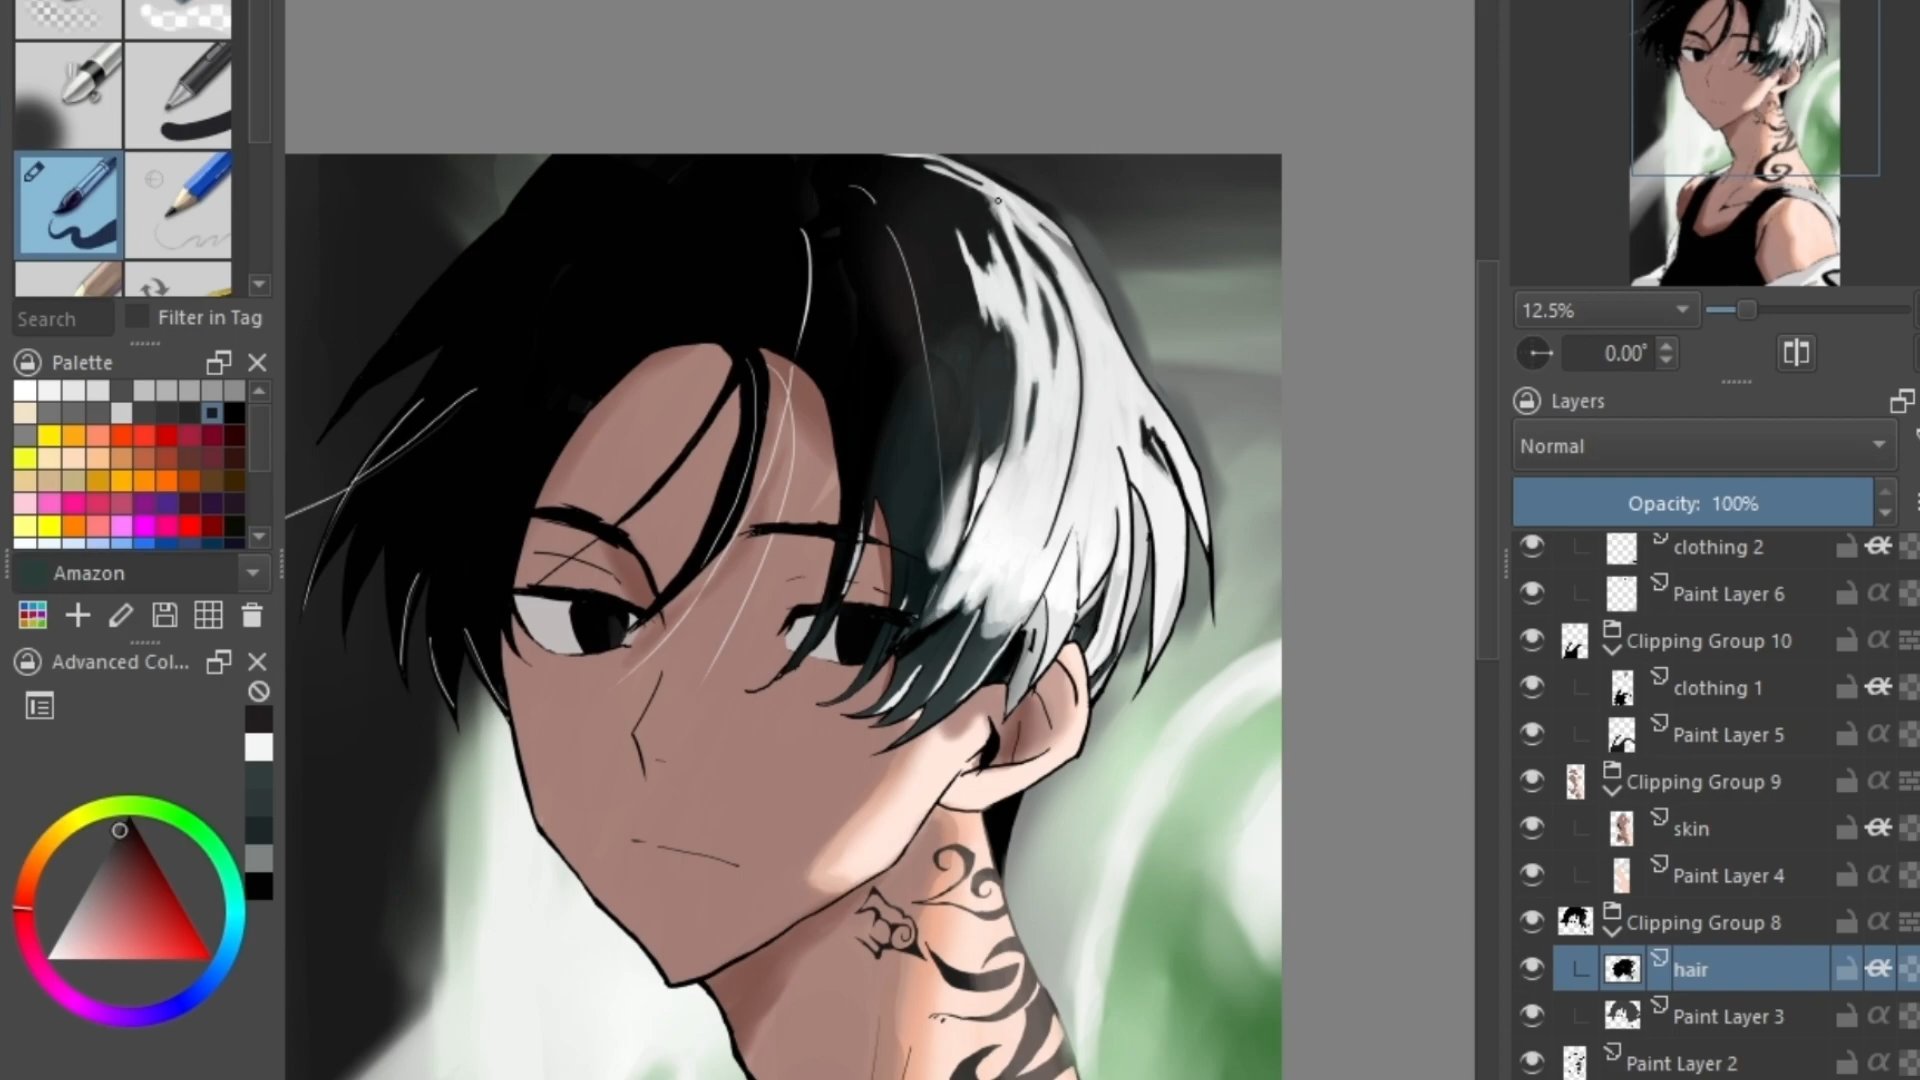 Search
Filter in Tag
Palette
Amazon
Advanced Col...
12.5%
0.00°
Layers
Normal
Opacity: 100%
clothing 2
Paint Layer 6
Clipping Group 10
clothing 1
Paint Layer 5
Clipping Group 9
skin
Paint Layer 4
Clipping Group 8
hair
Paint Layer 3
Paint Layer 2